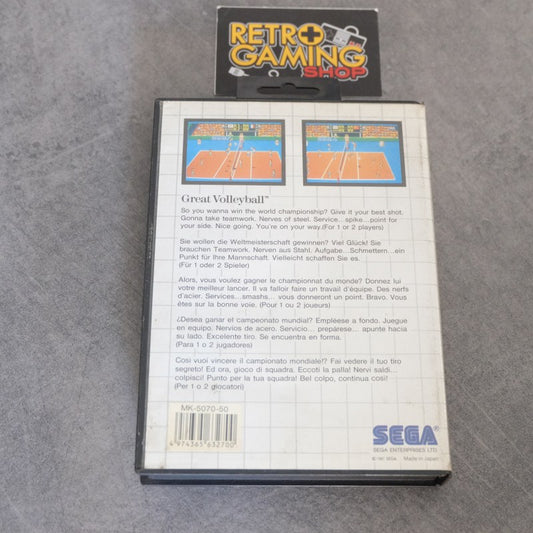 RETRO
GAMING
SHOP
Great Volleyball™
So you wanna win the world championship? Give it your best shot.
Gonna take teamwork. Nerves of steel. Service...spike...point for
your side. Nice going. You're on your way.(For 1 or 2 players)
Sie wollen die Weltmeisterschaft gewinnen? Viel Glück! Sie
brauchen Teamwork. Nerven aus Stahl. Aufgabe...Schmettern...ein
Punkt für Ihre Mannschaft. Vielleicht schaffen Sie es.
(Für 1 oder 2 Spieler)
Alors, vous voulez gagner le championnat du monde? Donnez lui
votre meilleur lancer. Il va falloir faire un travail d'équipe. Des nerfs
d'acier. Services...smashs... vous donneront un point. Bravo. Vous
êtes sur la bonne voie. (Pour 1 ou 2 joueurs)
¿Desea ganar el campeonato mundial? Empléese a fondo. Juegue
en equipo. Nervios de acero. Servicio... prepárese... apunte hacia
su lado. Excelente tiro. Se encuentra en forma.
(Para 1 o 2 jugadores)
Cosi vuoi vincere il campionato mondiale!? Fai vedere il tuo tiro
segreto! Ed ora, gioco di squadra. Eccoti la palla! Nervi saldi...
colpisci! Punto per la tua squadra! Bel colpo, continua così!
(Per 1 o 2 giocatori)
MK-5070-50
4 974365 632700
SEGA
SEGA ENTERPRISES LTD.
© 1987 SEGA Made in Japan